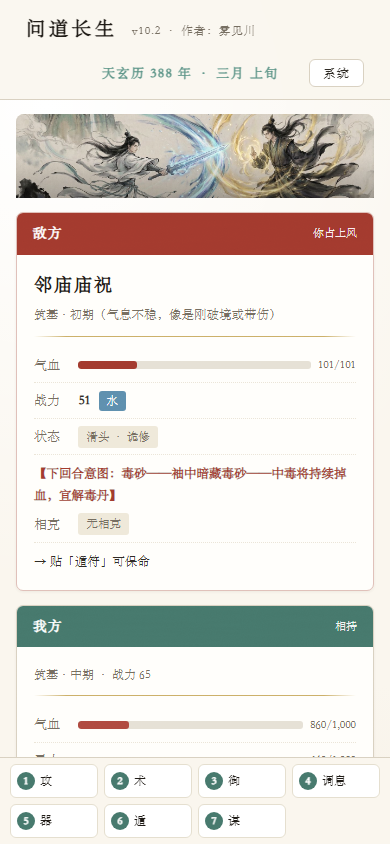 问道长生 v10.2 · 作者：雾见川
天玄历 388 年 · 三月 上旬 系统
敌方 你占上风
邻庙庙祝
筑基 · 初期（气息不稳，像是刚破境或带伤）
气血 101/101
战力 51 水
状态 滑头 · 诡修
【下回合意图：毒砂——袖中暗藏毒砂——中毒将持续掉
血，宜解毒丹】
相克 无相克
→ 贴「遁符」可保命
我方 相持
筑基 · 中期 · 战力 65
气血 860/1,000
1 攻 2 术 3 御 4 调息
5 器 6 遁 7 谋